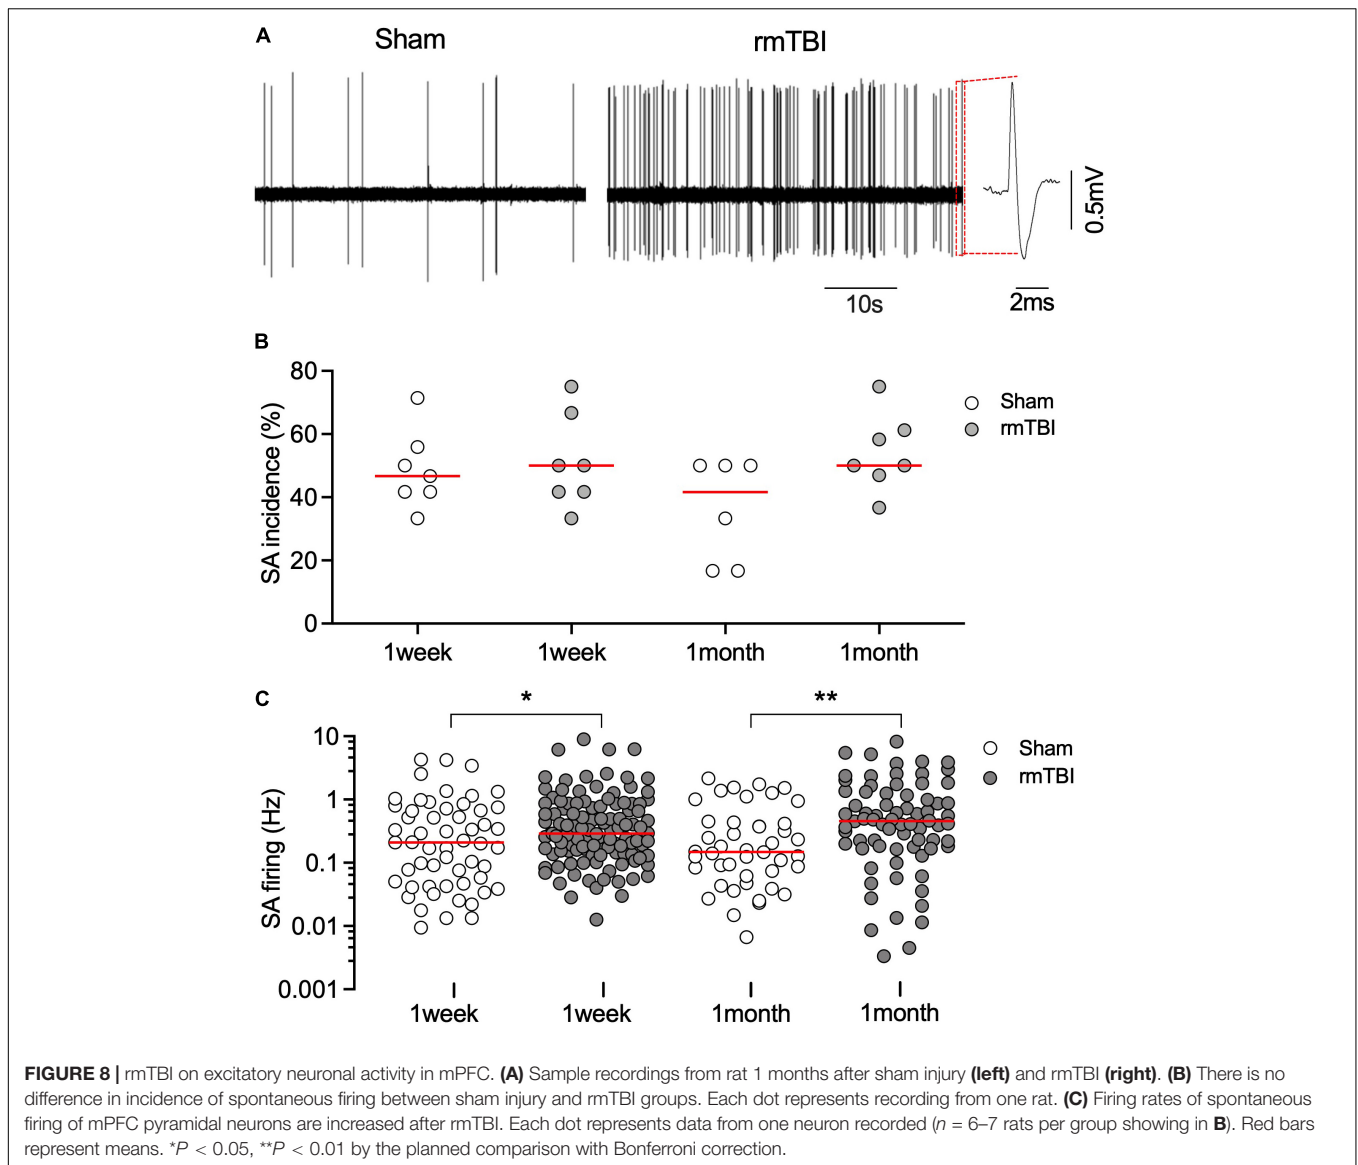 A
Sham
rmTBI
0.5mV
10s
2ms
B
SA incidence (%)
80
60
40
20
0
1week
1week
1month
1month
Sham
rmTBI
C
*
**
SA firing (Hz)
10
1
0.1
0.01
0.001
1week
1week
1month
1month
Sham
rmTBI
FIGURE 8 | rmTBI on excitatory neuronal activity in mPFC. (A) Sample recordings from rat 1 months after sham injury (left) and rmTBI (right). (B) There is no
difference in incidence of spontaneous firing between sham injury and rmTBI groups. Each dot represents recording from one rat. (C) Firing rates of spontaneous
firing of mPFC pyramidal neurons are increased after rmTBI. Each dot represents data from one neuron recorded (n = 6–7 rats per group showing in B). Red bars
represent means. *P < 0.05, **P < 0.01 by the planned comparison with Bonferroni correction.